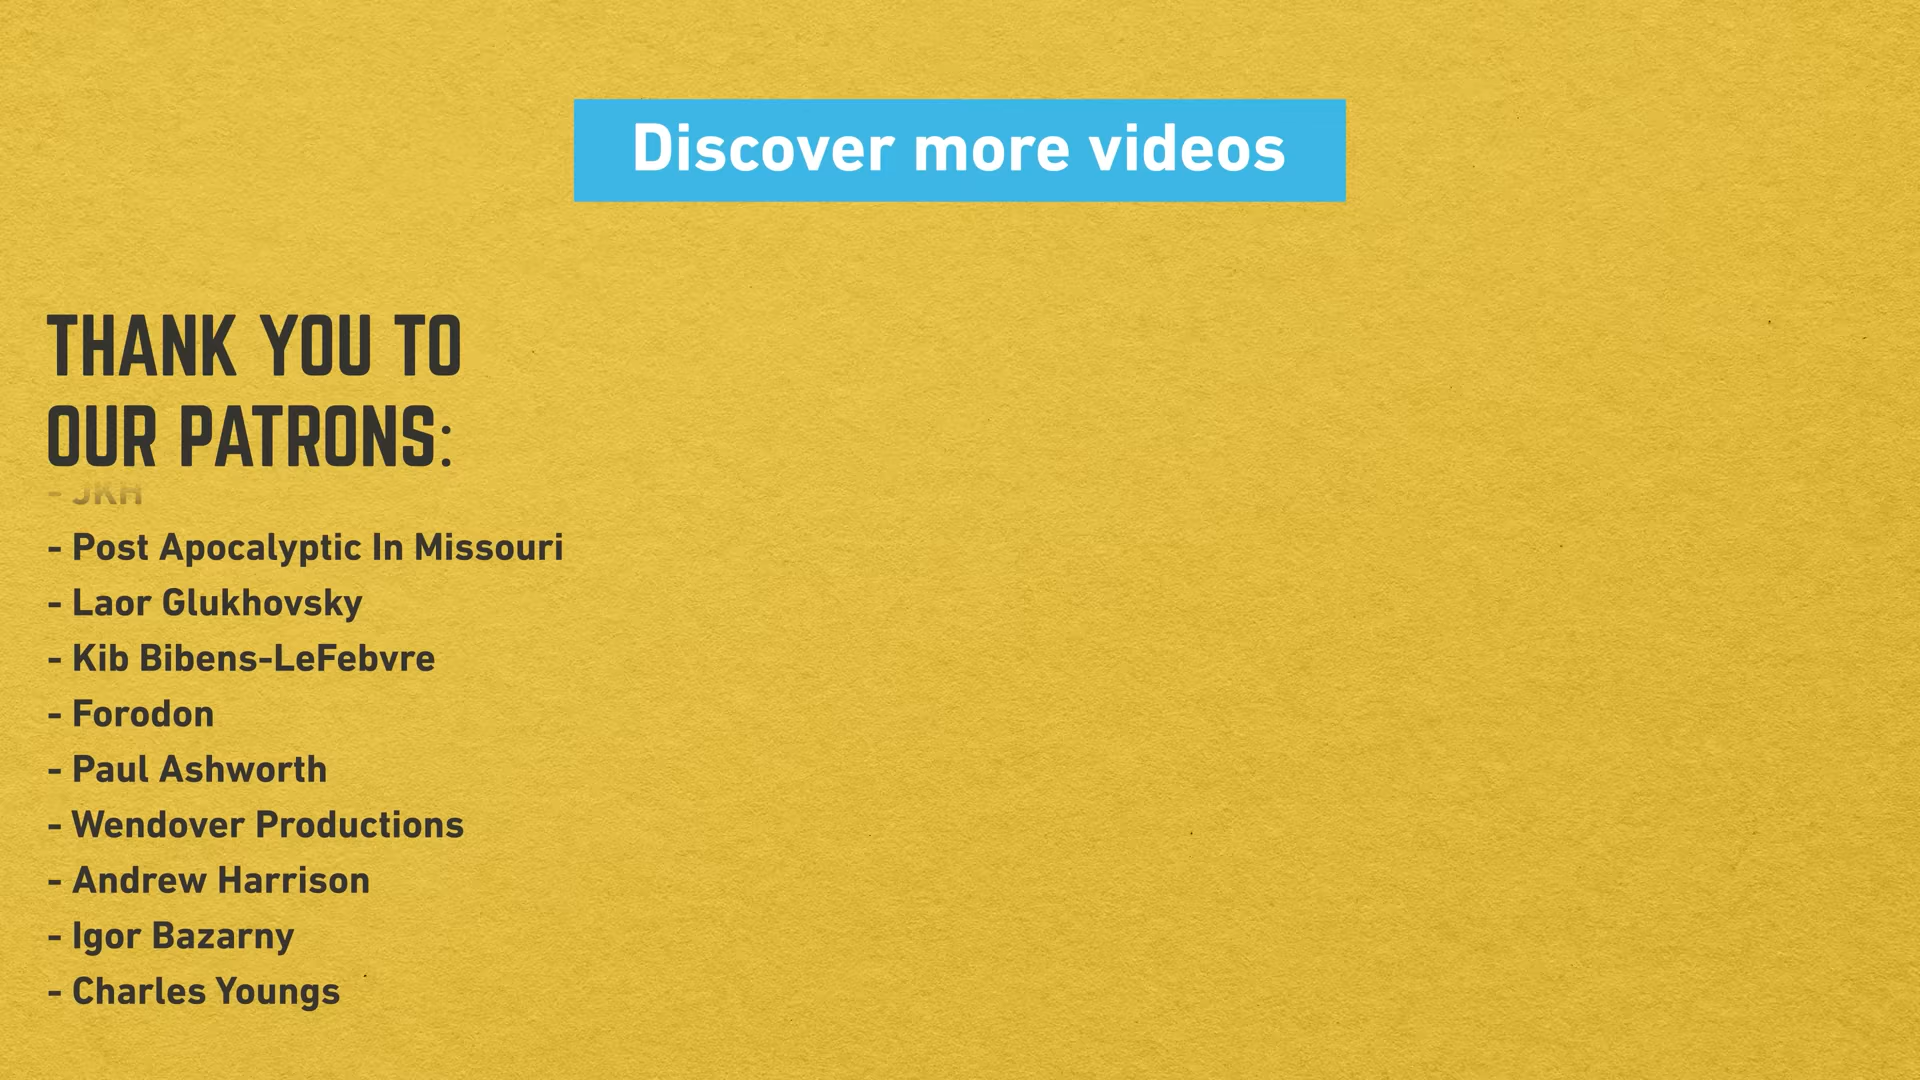 Discover more videos
THANK YOU TO
OUR PATRONS:
- JKH
- Post Apocalyptic In Missouri
- Laor Glukhovsky
- Kib Bibens-LeFebvre
- Forodon
- Paul Ashworth
- Wendover Productions
- Andrew Harrison
- Igor Bazarny
- Charles Youngs